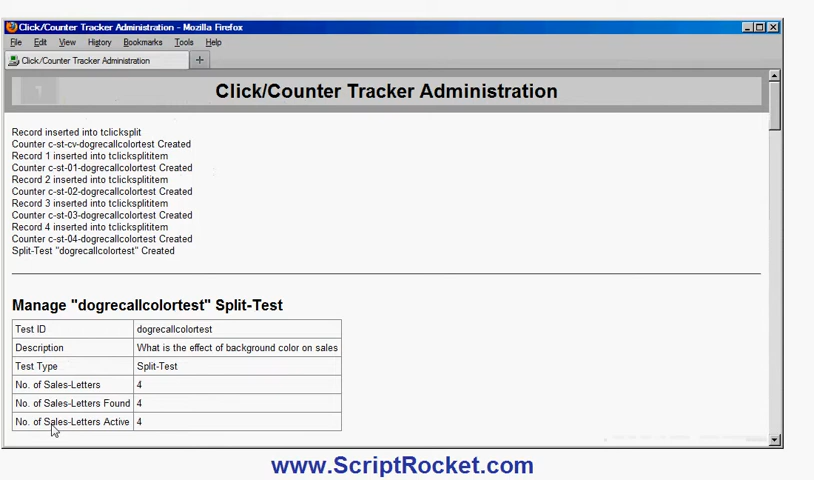 Click/Counter Tracker Administration - Mozilla Firefox
File Edit View History Bookmarks Tools Help
Click/Counter Tracker Administration
Click/Counter Tracker Administration
Record inserted into tclicksplit
Counter c-st-cv-dogrecallcolortest Created
Record 1 inserted into tclicksplititem
Counter c-st-01-dogrecallcolortest Created
Record 2 inserted into tclicksplititem
Counter c-st-02-dogrecallcolortest Created
Record 3 inserted into tclicksplititem
Counter c-st-03-dogrecallcolortest Created
Record 4 inserted into tclicksplititem
Counter c-st-04-dogrecallcolortest Created
Split-Test "dogrecallcolortest" Created
Manage "dogrecallcolortest" Split-Test
Test ID dogrecallcolortest
Description What is the effect of background color on sales
Test Type Split-Test
No. of Sales-Letters 4
No. of Sales-Letters Found 4
No. of Sales-Letters Active 4
www.ScriptRocket.com